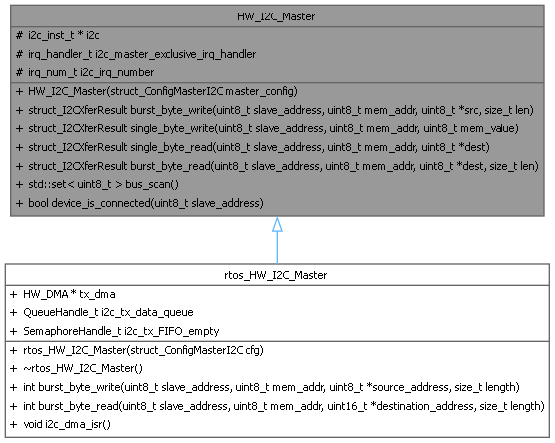 HW_I2C_Master
# i2c_inst_t * i2c
# irq_handler_t i2c_master_exclusive_irq_handler
# irq_num_t i2c_irq_number
+ HW_I2C_Master(struct_ConfigMasterI2C master_config)
+ struct_I2CXferResult burst_byte_write(uint8_t slave_address, uint8_t mem_addr, uint8_t *src, size_t len)
+ struct_I2CXferResult single_byte_write(uint8_t slave_address, uint8_t mem_addr, uint8_t mem_value)
+ struct_I2CXferResult single_byte_read(uint8_t slave_address, uint8_t mem_addr, uint8_t *dest)
+ struct_I2CXferResult burst_byte_read(uint8_t slave_address, uint8_t mem_addr, uint8_t *dest, size_t len)
+ std::set< uint8_t > bus_scan()
+ bool device_is_connected(uint8_t slave_address)
rtos_HW_I2C_Master
+ HW_DMA * tx_dma
+ QueueHandle_t i2c_tx_data_queue
+ SemaphoreHandle_t i2c_tx_FIFO_empty
+ rtos_HW_I2C_Master(struct_ConfigMasterI2C cfg)
+ ~rtos_HW_I2C_Master()
+ int burst_byte_write(uint8_t slave_address, uint8_t mem_addr, uint8_t *source_address, size_t length)
+ int burst_byte_read(uint8_t slave_address, uint8_t mem_addr, uint16_t *destination_address, size_t length)
+ void i2c_dma_isr()